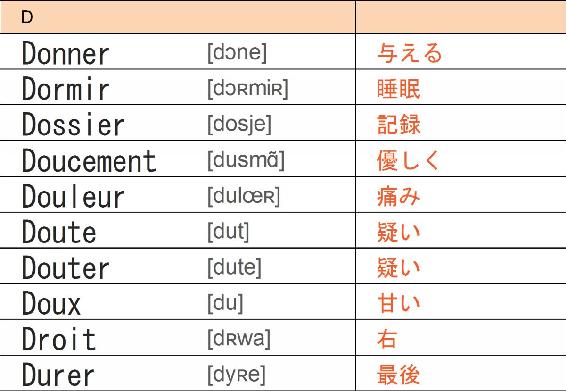 D
Donner [dɔne] 与える
Dormir [dɔʀmiʀ] 睡眠
Dossier [dosje] 記録
Doucement [dusmɑ̃] 優しく
Douleur [dulœʀ] 痛み
Doute [dut] 疑い
Douter [dute] 疑い
Doux [du] 甘い
Droit [dʀwa] 右
Durer [dyʀe] 最後